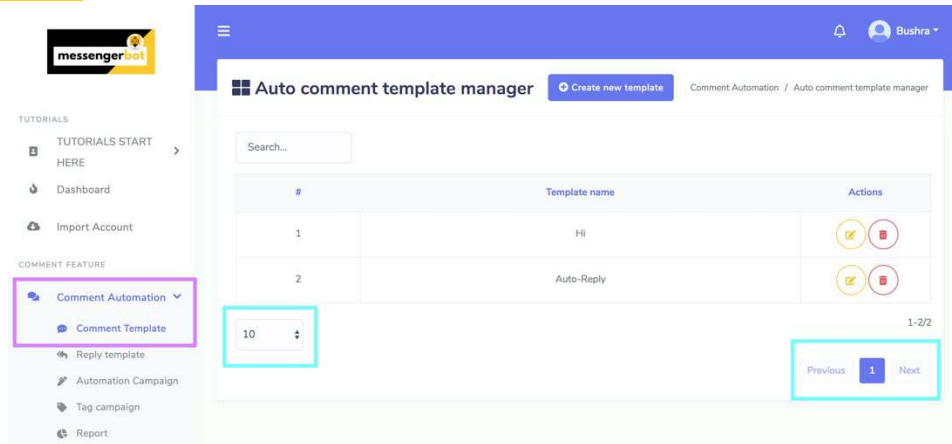 messengerbot
Bushra
Auto comment template manager
Create new template
Comment Automation / Auto comment template manager
TUTORIALS
TUTORIALS START
HERE
Dashboard
Import Account
COMMENT FEATURE
Comment Automation
Comment Template
Reply template
Automation Campaign
Tag campaign
Report
Search...
# Template name Actions
1 Hi
2 Auto-Reply
10
1-2/2
Previous 1 Next